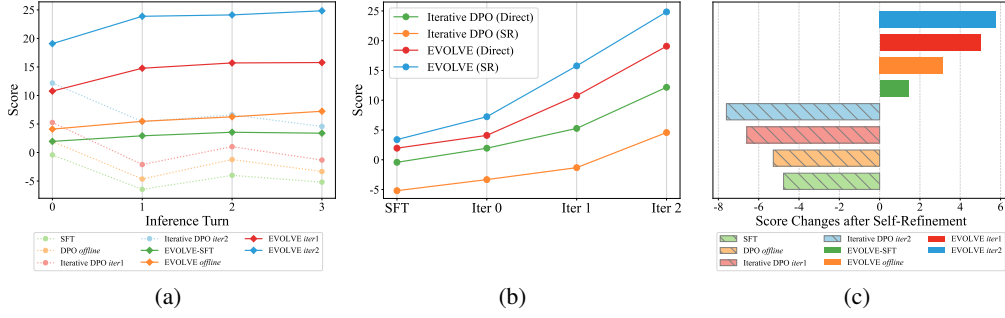 25
20
15
10
5
0
-5
Score
0
1
2
3
Inference Turn
SFT
DPO offline
Iterative DPO iter1
Iterative DPO iter2
EVOLVE-SFT
EVOLVE offline
EVOLVE iter1
EVOLVE iter2
(a)
25
20
15
10
5
0
-5
Score
Iterative DPO (Direct)
Iterative DPO (SR)
EVOLVE (Direct)
EVOLVE (SR)
SFT
Iter 0
Iter 1
Iter 2
(b)
-8
-6
-4
-2
0
2
4
6
Score Changes after Self-Refinement
SFT
DPO offline
Iterative DPO iter1
Iterative DPO iter2
EVOLVE-SFT
EVOLVE offline
EVOLVE iter1
EVOLVE iter2
(c)